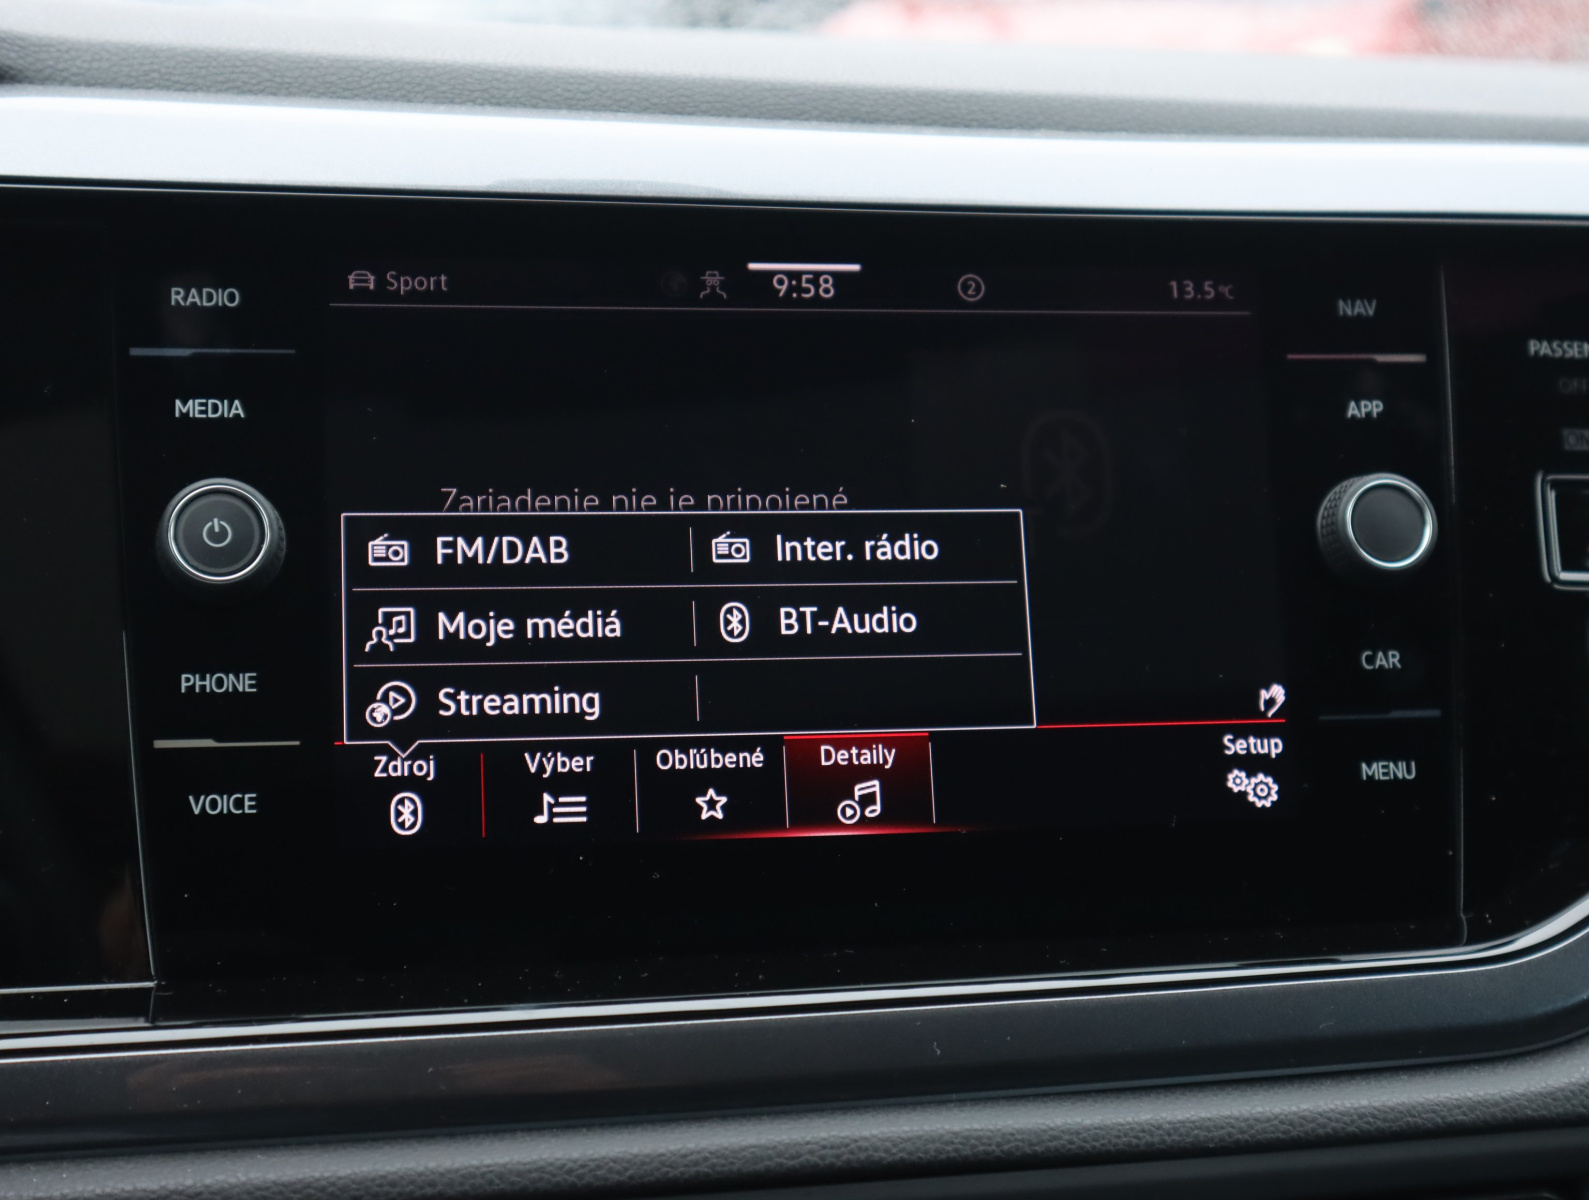 RADIO
MEDIA
PHONE
VOICE
Sport
9:58
2
13.5°C
Zariadenie nie je pripojené.
FM/DAB
Inter. rádio
Moje médiá
BT-Audio
Streaming
Zdroj
Výber
Obľúbené
Detaily
Setup
NAV
APP
CAR
MENU
PASSEN